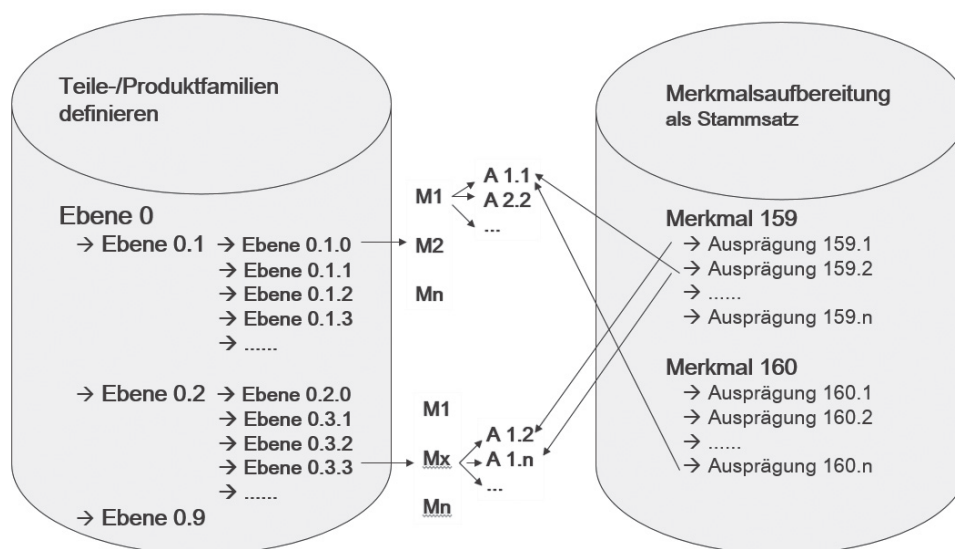 Teile-/Produktfamilien
definieren
Ebene 0
→ Ebene 0.1 → Ebene 0.1.0
→ Ebene 0.1.1
→ Ebene 0.1.2
→ Ebene 0.1.3
→ ......
→ Ebene 0.2 → Ebene 0.2.0
→ Ebene 0.3.1
→ Ebene 0.3.2
→ Ebene 0.3.3
→ ......
→ Ebene 0.9
M1
M2
Mn
A 1.1
A 2.2
...
M1
Mx
Mn
A 1.2
A 1.n
...
Merkmalsaufbereitung
als Stammsatz
Merkmal 159
→ Ausprägung 159.1
→ Ausprägung 159.2
→ ......
→ Ausprägung 159.n
Merkmal 160
→ Ausprägung 160.1
→ Ausprägung 160.2
→ ......
→ Ausprägung 160.n